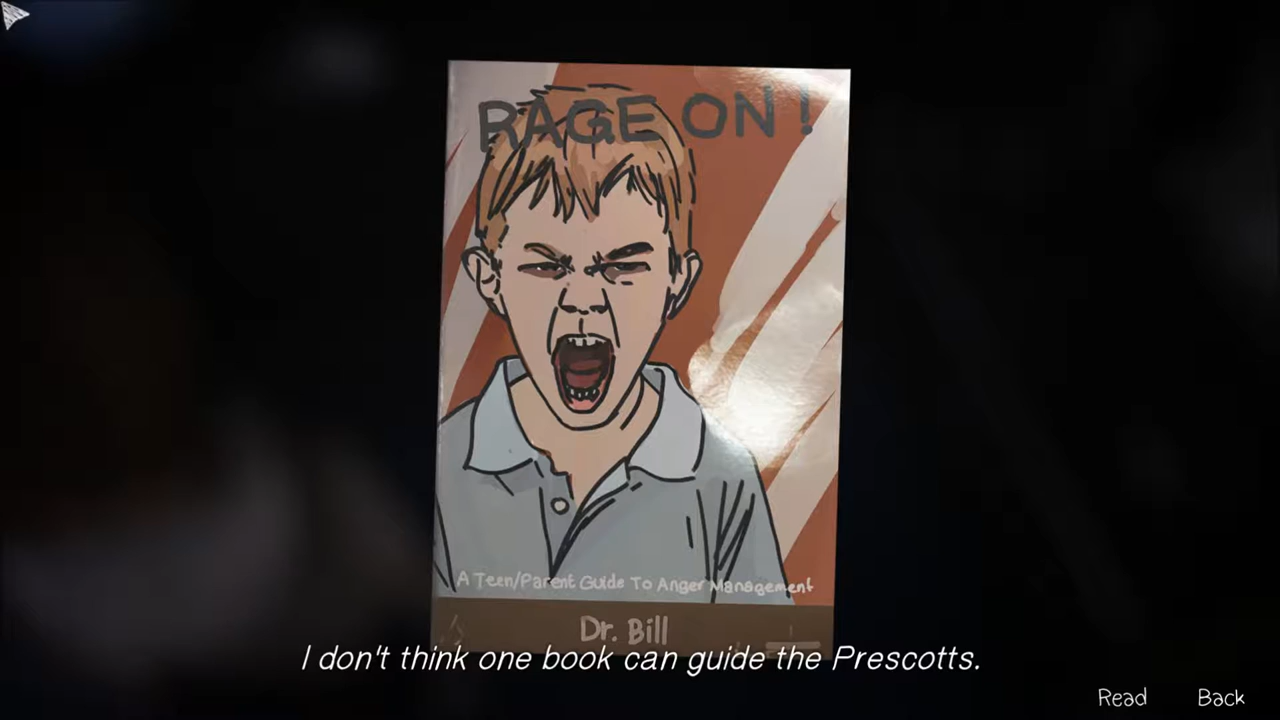 RAGE ON!
A Teen/Parent Guide To Anger Management
Dr. Bill
I don't think one book can guide the Prescotts.
Read
Back